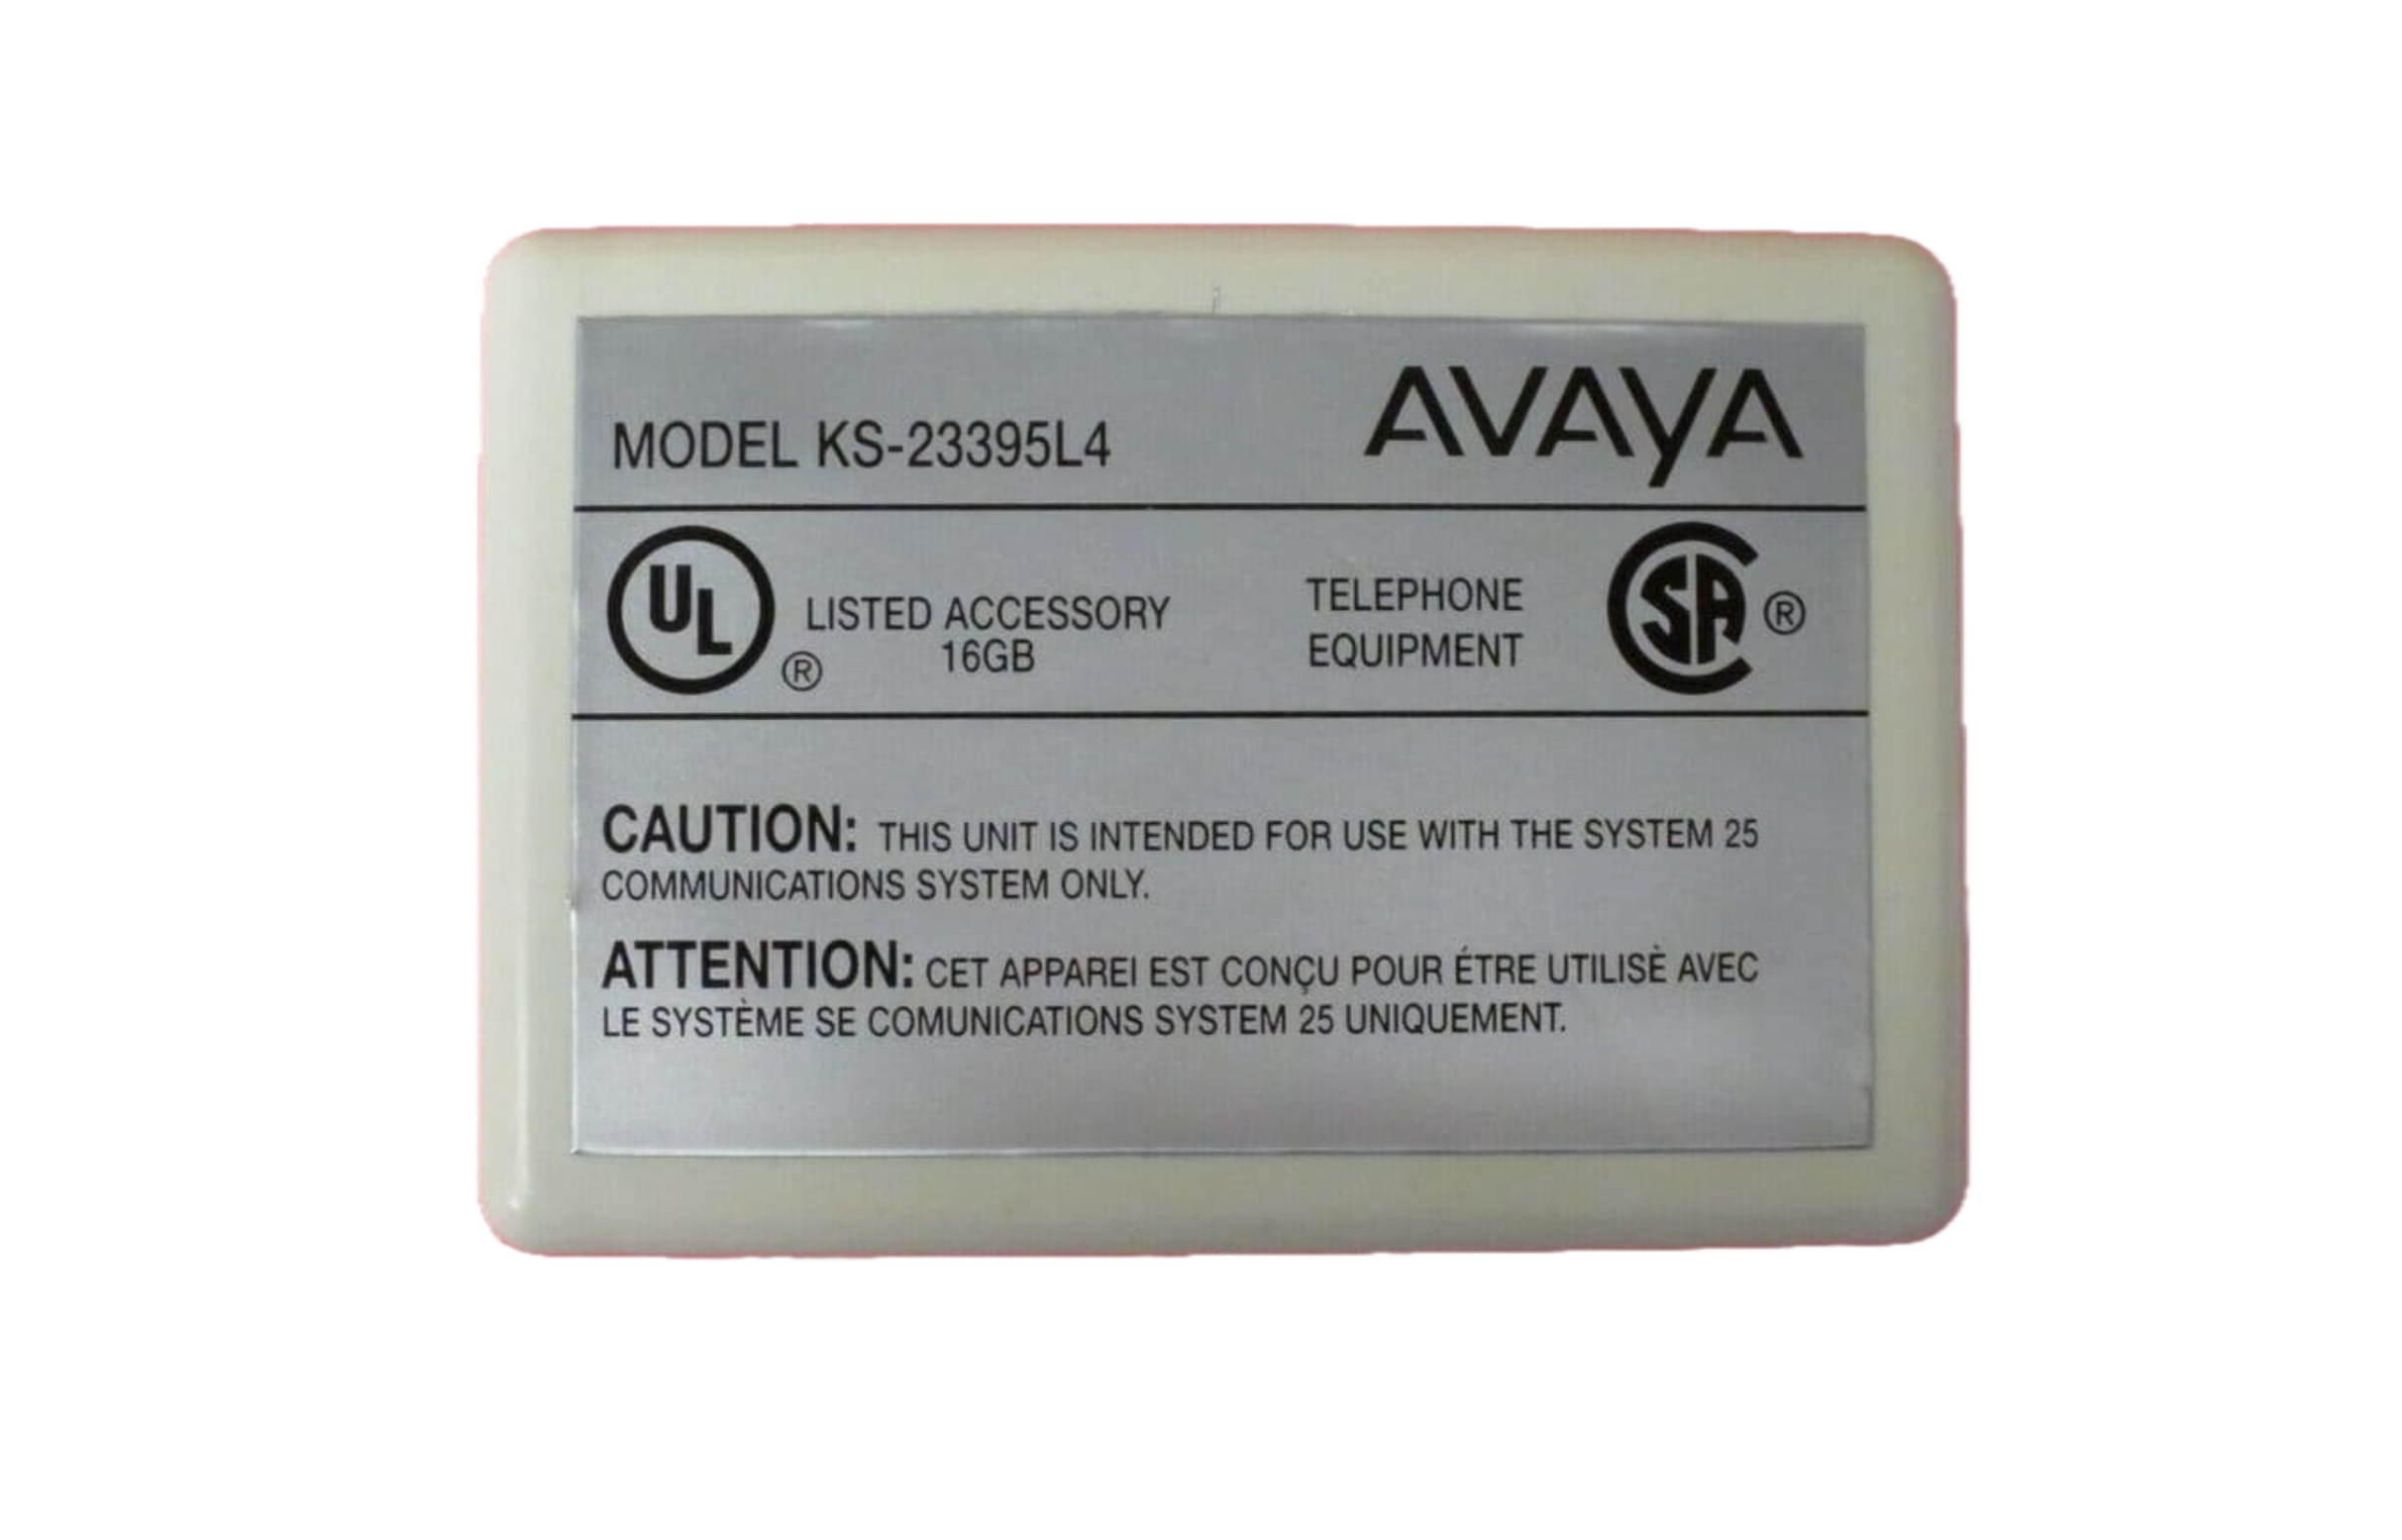 MODEL KS-23395L4
AVAYA
UL ®
LISTED ACCESSORY
16GB
TELEPHONE
EQUIPMENT
CSA ®
CAUTION: THIS UNIT IS INTENDED FOR USE WITH THE SYSTEM 25
COMMUNICATIONS SYSTEM ONLY.
ATTENTION: CET APPAREI EST CONÇU POUR ÉTRE UTILISÈ AVEC
LE SYSTÈME SE COMUNICATIONS SYSTEM 25 UNIQUEMENT.